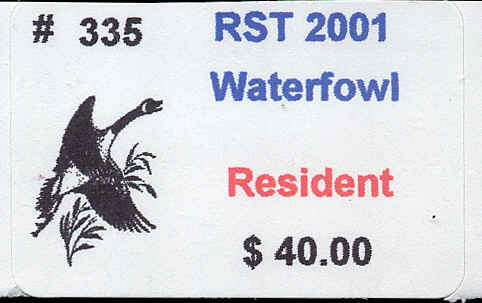 # 335
RST 2001
Waterfowl
Resident
$ 40.00